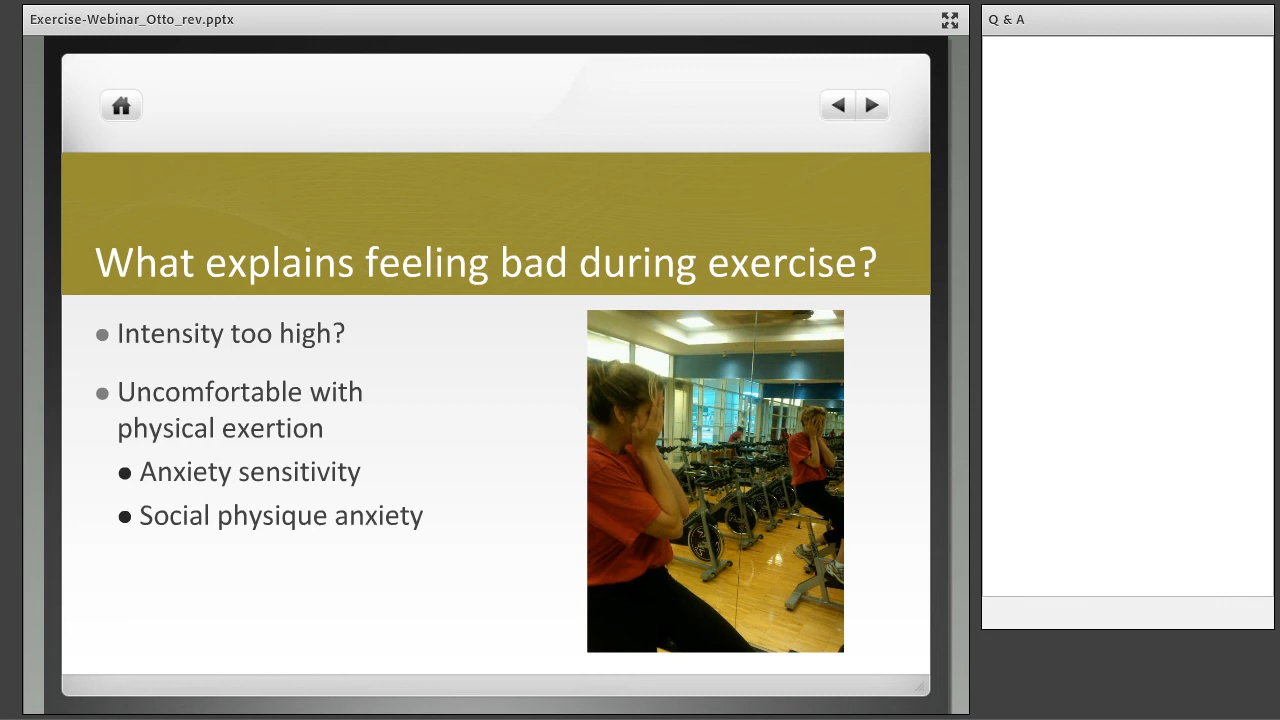 Exercise-Webinar_Otto_rev.pptx
Q & A
What explains feeling bad during exercise?
Intensity too high?
Uncomfortable with
physical exertion
Anxiety sensitivity
Social physique anxiety